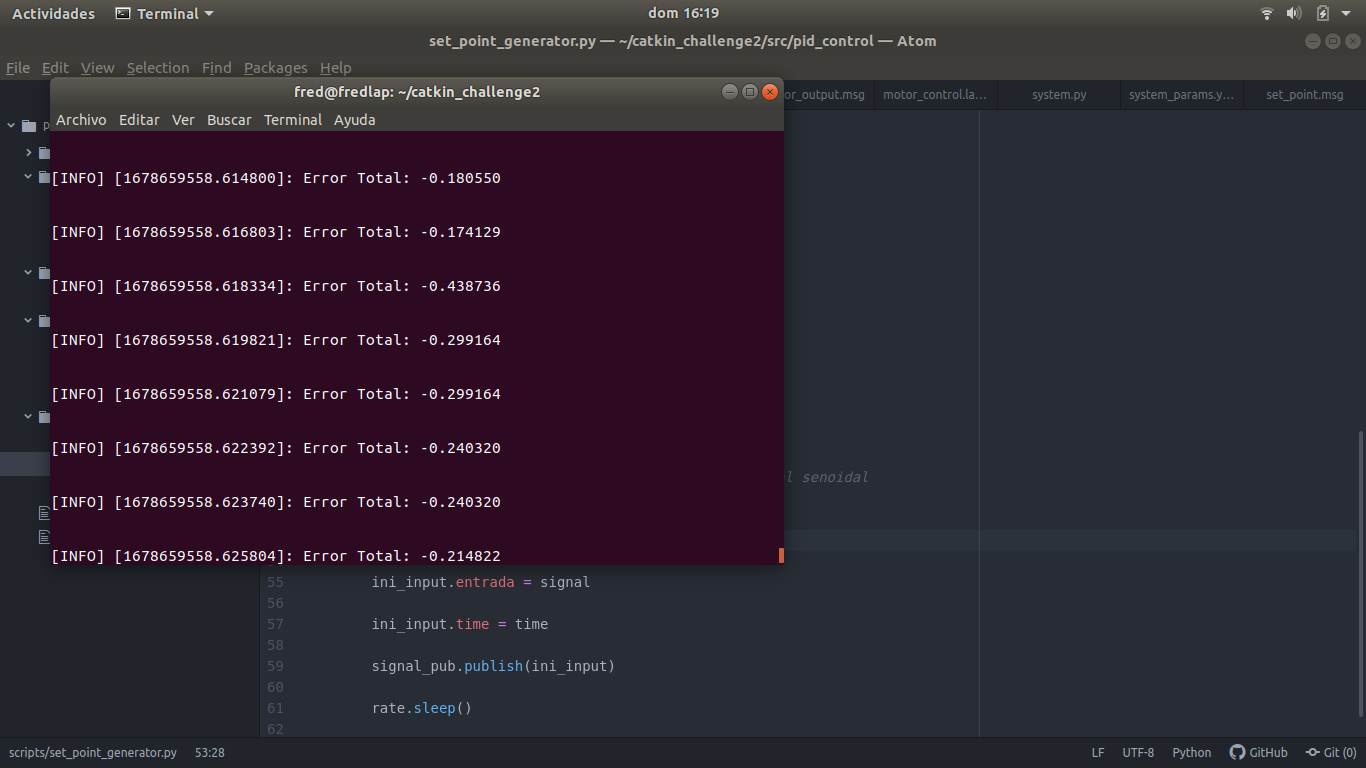 Actividades Terminal dom 16:19
set_point_generator.py — ~/catkin_challenge2/src/pid_control — Atom
File Edit View Selection Find Packages Help
fred@fredlap: ~/catkin_challenge2
or_output.msg motor_control.la... system.py system_params.y... set_point.msg
Archivo Editar Ver Buscar Terminal Ayuda
p
[INFO] [1678659558.614800]: Error Total: -0.180550
[INFO] [1678659558.616803]: Error Total: -0.174129
[INFO] [1678659558.618334]: Error Total: -0.438736
[INFO] [1678659558.619821]: Error Total: -0.299164
[INFO] [1678659558.621079]: Error Total: -0.299164
[INFO] [1678659558.622392]: Error Total: -0.240320
l senoidal
[INFO] [1678659558.623740]: Error Total: -0.240320
[INFO] [1678659558.625804]: Error Total: -0.214822
55 ini_input.entrada = signal
56
57 ini_input.time = time
58
59 signal_pub.publish(ini_input)
60
61 rate.sleep()
62
scripts/set_point_generator.py 53:28 LF UTF-8 Python GitHub Git (0)